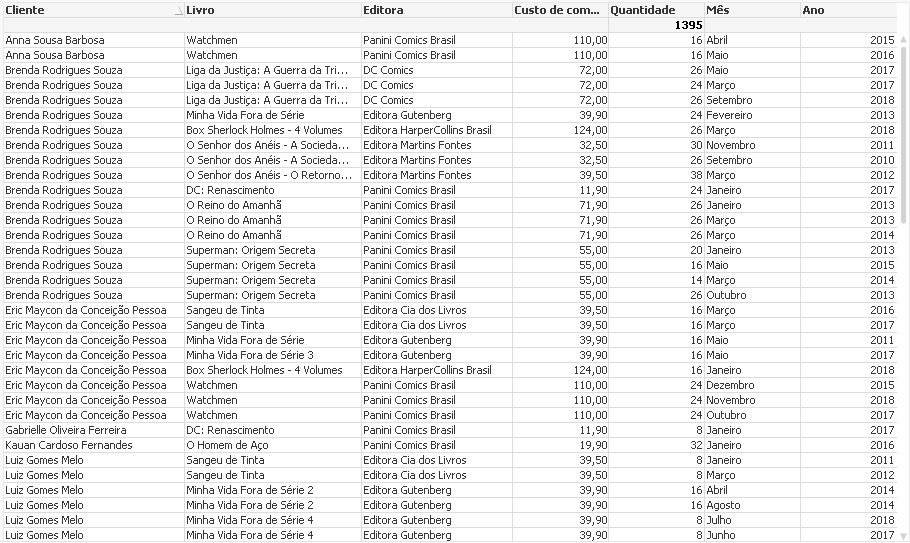 Cliente Livro Editora Custo de com... Quantidade Mês Ano
1395
Anna Sousa Barbosa Watchmen Panini Comics Brasil 110,00 16 Abril 2015
Anna Sousa Barbosa Watchmen Panini Comics Brasil 110,00 16 Maio 2016
Brenda Rodrigues Souza Liga da Justiça: A Guerra da Tri... DC Comics 72,00 26 Maio 2017
Brenda Rodrigues Souza Liga da Justiça: A Guerra da Tri... DC Comics 72,00 24 Março 2017
Brenda Rodrigues Souza Liga da Justiça: A Guerra da Tri... DC Comics 72,00 26 Setembro 2018
Brenda Rodrigues Souza Minha Vida Fora de Série Editora Gutenberg 39,90 24 Fevereiro 2013
Brenda Rodrigues Souza Box Sherlock Holmes - 4 Volumes Editora HarperCollins Brasil 124,00 26 Março 2018
Brenda Rodrigues Souza O Senhor dos Anéis - A Socieda... Editora Martins Fontes 32,50 30 Novembro 2011
Brenda Rodrigues Souza O Senhor dos Anéis - A Socieda... Editora Martins Fontes 32,50 26 Setembro 2010
Brenda Rodrigues Souza O Senhor dos Anéis - O Retorno... Editora Martins Fontes 39,50 38 Março 2012
Brenda Rodrigues Souza DC: Renascimento Panini Comics Brasil 11,90 24 Janeiro 2017
Brenda Rodrigues Souza O Reino do Amanhã Panini Comics Brasil 71,90 26 Janeiro 2013
Brenda Rodrigues Souza O Reino do Amanhã Panini Comics Brasil 71,90 26 Março 2013
Brenda Rodrigues Souza O Reino do Amanhã Panini Comics Brasil 71,90 26 Março 2014
Brenda Rodrigues Souza Superman: Origem Secreta Panini Comics Brasil 55,00 20 Janeiro 2013
Brenda Rodrigues Souza Superman: Origem Secreta Panini Comics Brasil 55,00 16 Maio 2015
Brenda Rodrigues Souza Superman: Origem Secreta Panini Comics Brasil 55,00 14 Março 2014
Brenda Rodrigues Souza Superman: Origem Secreta Panini Comics Brasil 55,00 26 Outubro 2013
Eric Maycon da Conceição Pessoa Sangeu de Tinta Editora Cia dos Livros 39,50 16 Março 2016
Eric Maycon da Conceição Pessoa Sangeu de Tinta Editora Cia dos Livros 39,50 16 Março 2017
Eric Maycon da Conceição Pessoa Minha Vida Fora de Série Editora Gutenberg 39,90 16 Maio 2011
Eric Maycon da Conceição Pessoa Minha Vida Fora de Série 3 Editora Gutenberg 39,90 16 Maio 2017
Eric Maycon da Conceição Pessoa Box Sherlock Holmes - 4 Volumes Editora HarperCollins Brasil 124,00 16 Janeiro 2018
Eric Maycon da Conceição Pessoa Watchmen Panini Comics Brasil 110,00 24 Dezembro 2015
Eric Maycon da Conceição Pessoa Watchmen Panini Comics Brasil 110,00 24 Novembro 2018
Eric Maycon da Conceição Pessoa Watchmen Panini Comics Brasil 110,00 24 Outubro 2017
Gabrielle Oliveira Ferreira DC: Renascimento Panini Comics Brasil 11,90 8 Janeiro 2017
Kauan Cardoso Fernandes O Homem de Aço Panini Comics Brasil 19,90 32 Janeiro 2016
Luiz Gomes Melo Sangeu de Tinta Editora Cia dos Livros 39,50 8 Janeiro 2011
Luiz Gomes Melo Sangeu de Tinta Editora Cia dos Livros 39,50 8 Março 2012
Luiz Gomes Melo Minha Vida Fora de Série 2 Editora Gutenberg 39,90 16 Abril 2014
Luiz Gomes Melo Minha Vida Fora de Série 2 Editora Gutenberg 39,90 16 Agosto 2014
Luiz Gomes Melo Minha Vida Fora de Série 4 Editora Gutenberg 39,90 8 Julho 2018
Luiz Gomes Melo Minha Vida Fora de Série 4 Editora Gutenberg 39,90 8 Junho 2017